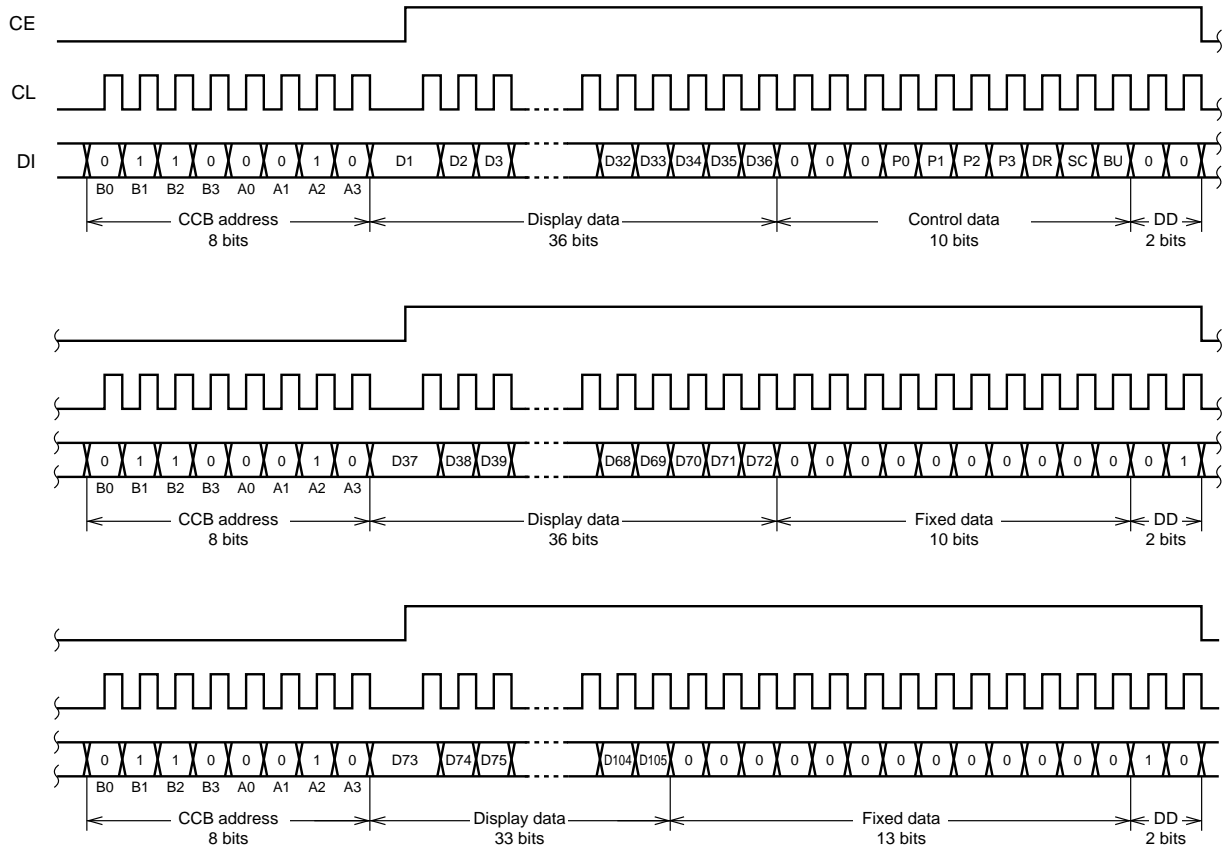 CE
CL
DI 0 1 1 0 0 0 1 0 D1 D2 D3 D32 D33 D34 D35 D36 0 0 0 P0 P1 P2 P3 DR SC BU 0 0
B0 B1 B2 B3 A0 A1 A2 A3
CCB address Display data Control data DD
8 bits 36 bits 10 bits 2 bits
0 1 1 0 0 0 1 0 D37 D38 D39 D68 D69 D70 D71 D72 0 0 0 0 0 0 0 0 0 0 0 1
B0 B1 B2 B3 A0 A1 A2 A3
CCB address Display data Fixed data DD
8 bits 36 bits 10 bits 2 bits
0 1 1 0 0 0 1 0 D73 D74 D75 D104 D105 0 0 0 0 0 0 0 0 0 0 0 0 0 1 0
B0 B1 B2 B3 A0 A1 A2 A3
CCB address Display data Fixed data DD
8 bits 33 bits 13 bits 2 bits